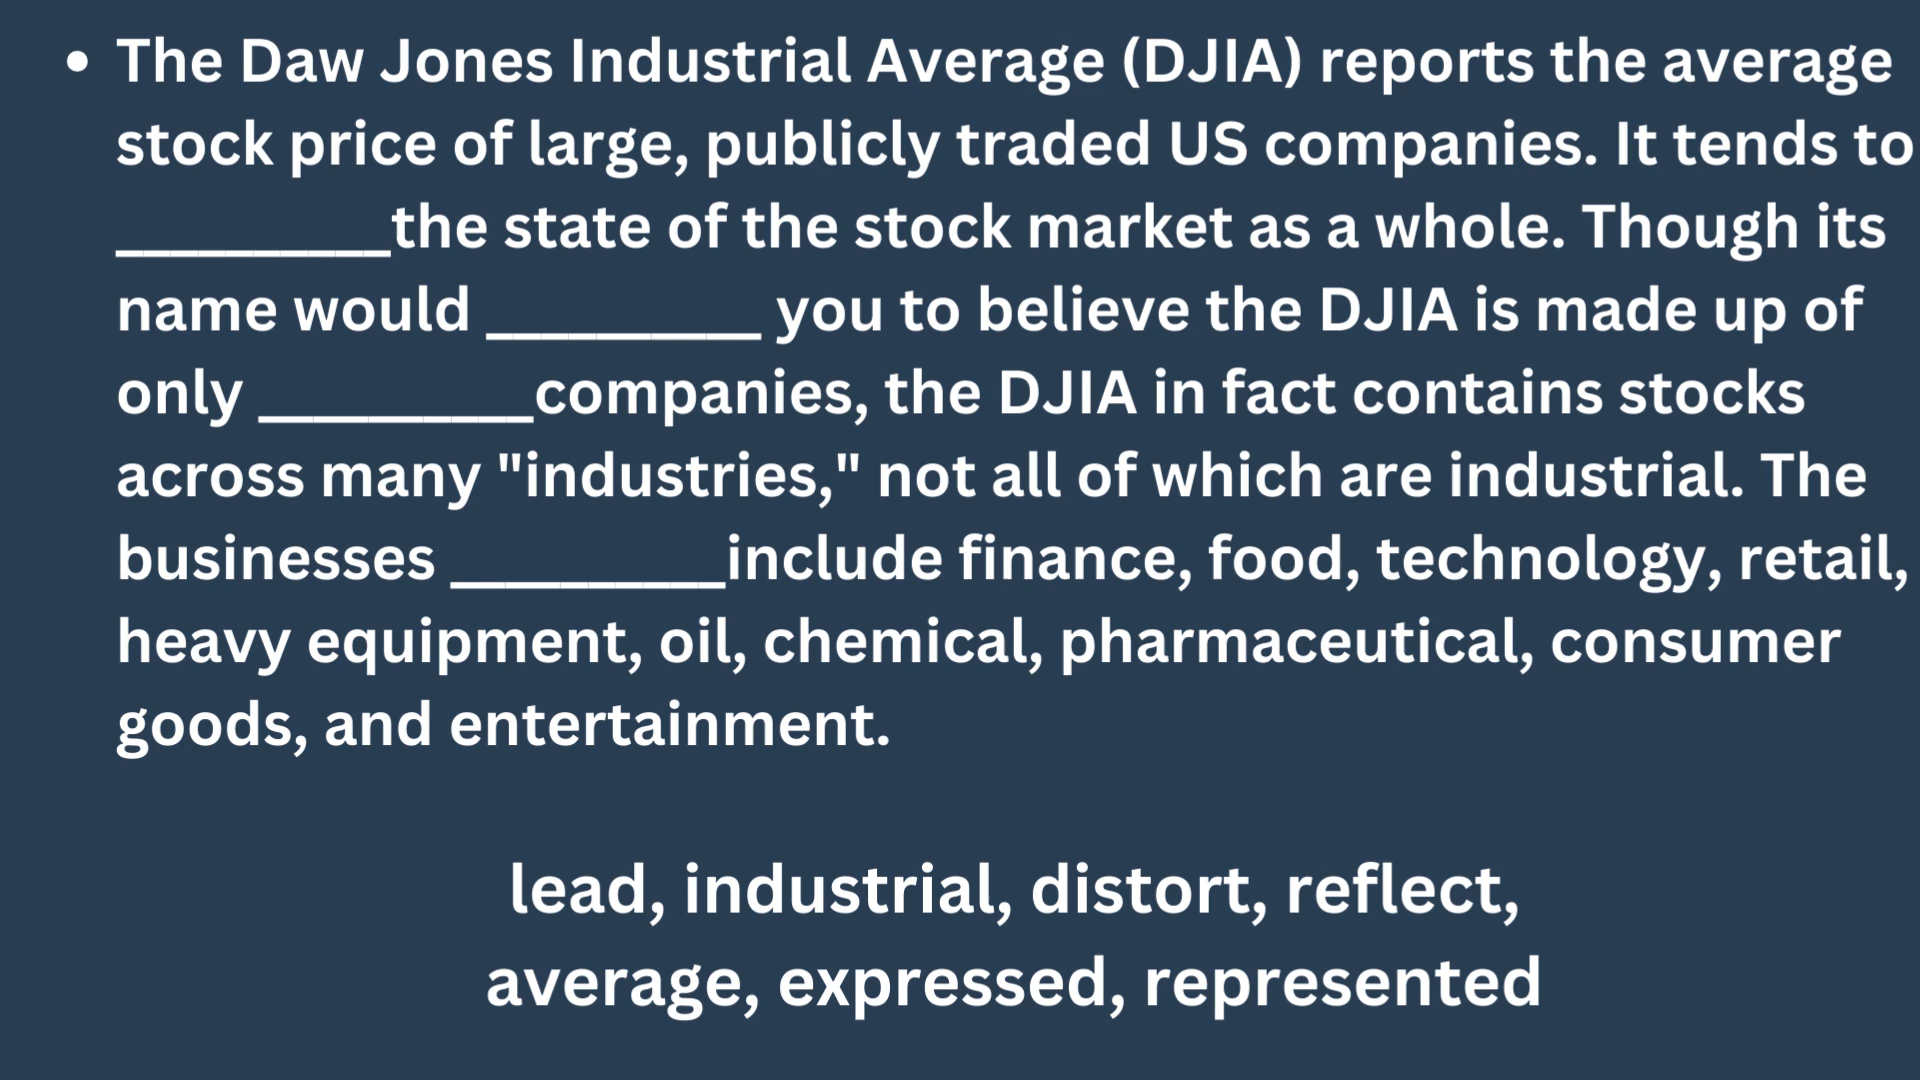 • The Daw Jones Industrial Average (DJIA) reports the average
stock price of large, publicly traded US companies. It tends to
__________the state of the stock market as a whole. Though its
name would __________ you to believe the DJIA is made up of
only __________companies, the DJIA in fact contains stocks
across many "industries," not all of which are industrial. The
businesses __________include finance, food, technology, retail,
heavy equipment, oil, chemical, pharmaceutical, consumer
goods, and entertainment.
lead, industrial, distort, reflect,
average, expressed, represented